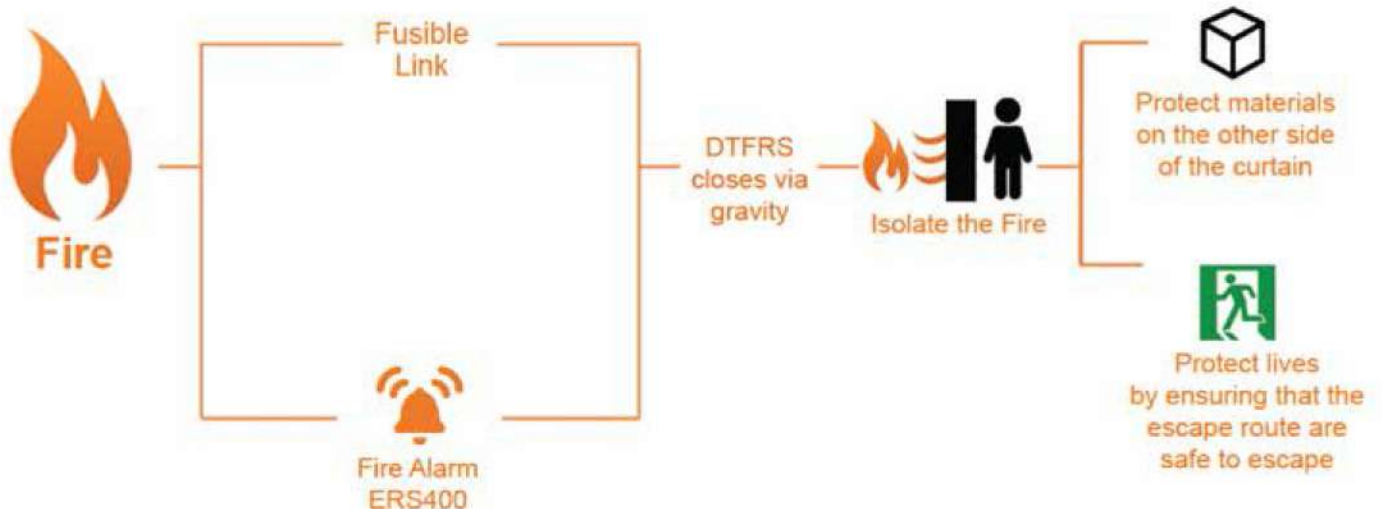 Fire
Fusible
Link
Fire Alarm
ERS400
DTFRS
closes via
gravity
Isolate the Fire
Protect materials
on the other side
of the curtain
Protect lives
by ensuring that the
escape route are
safe to escape